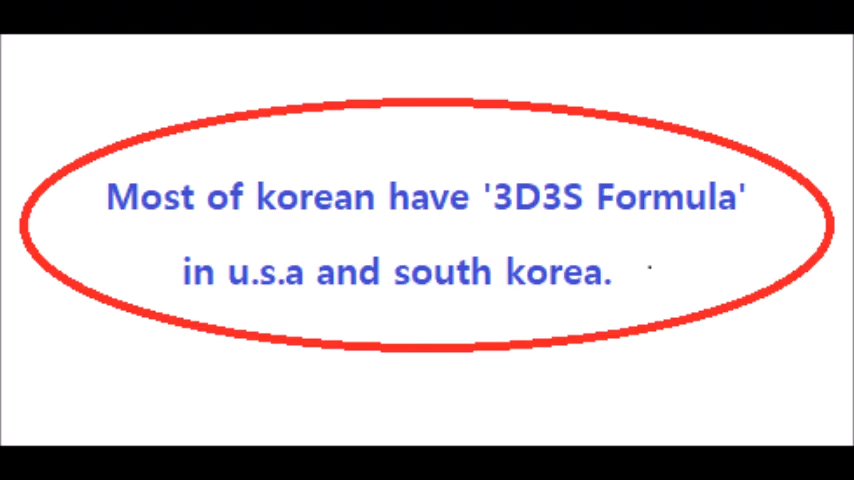 Most of korean have '3D3S Formula'
in u.s.a and south korea.